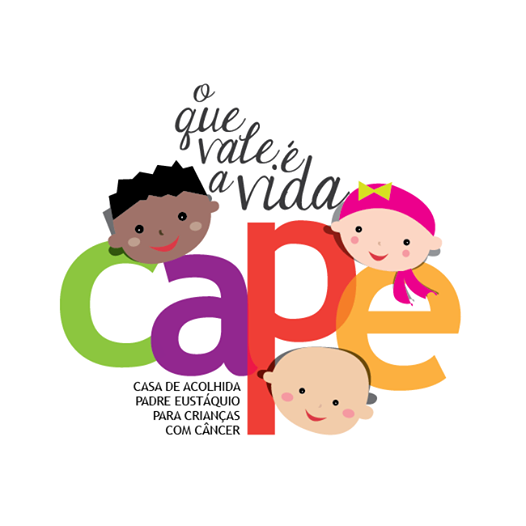 o
que
vale é
a vida
cape
CASA DE ACOLHIDA
PADRE EUSTÁQUIO
PARA CRIANÇAS
COM CÂNCER